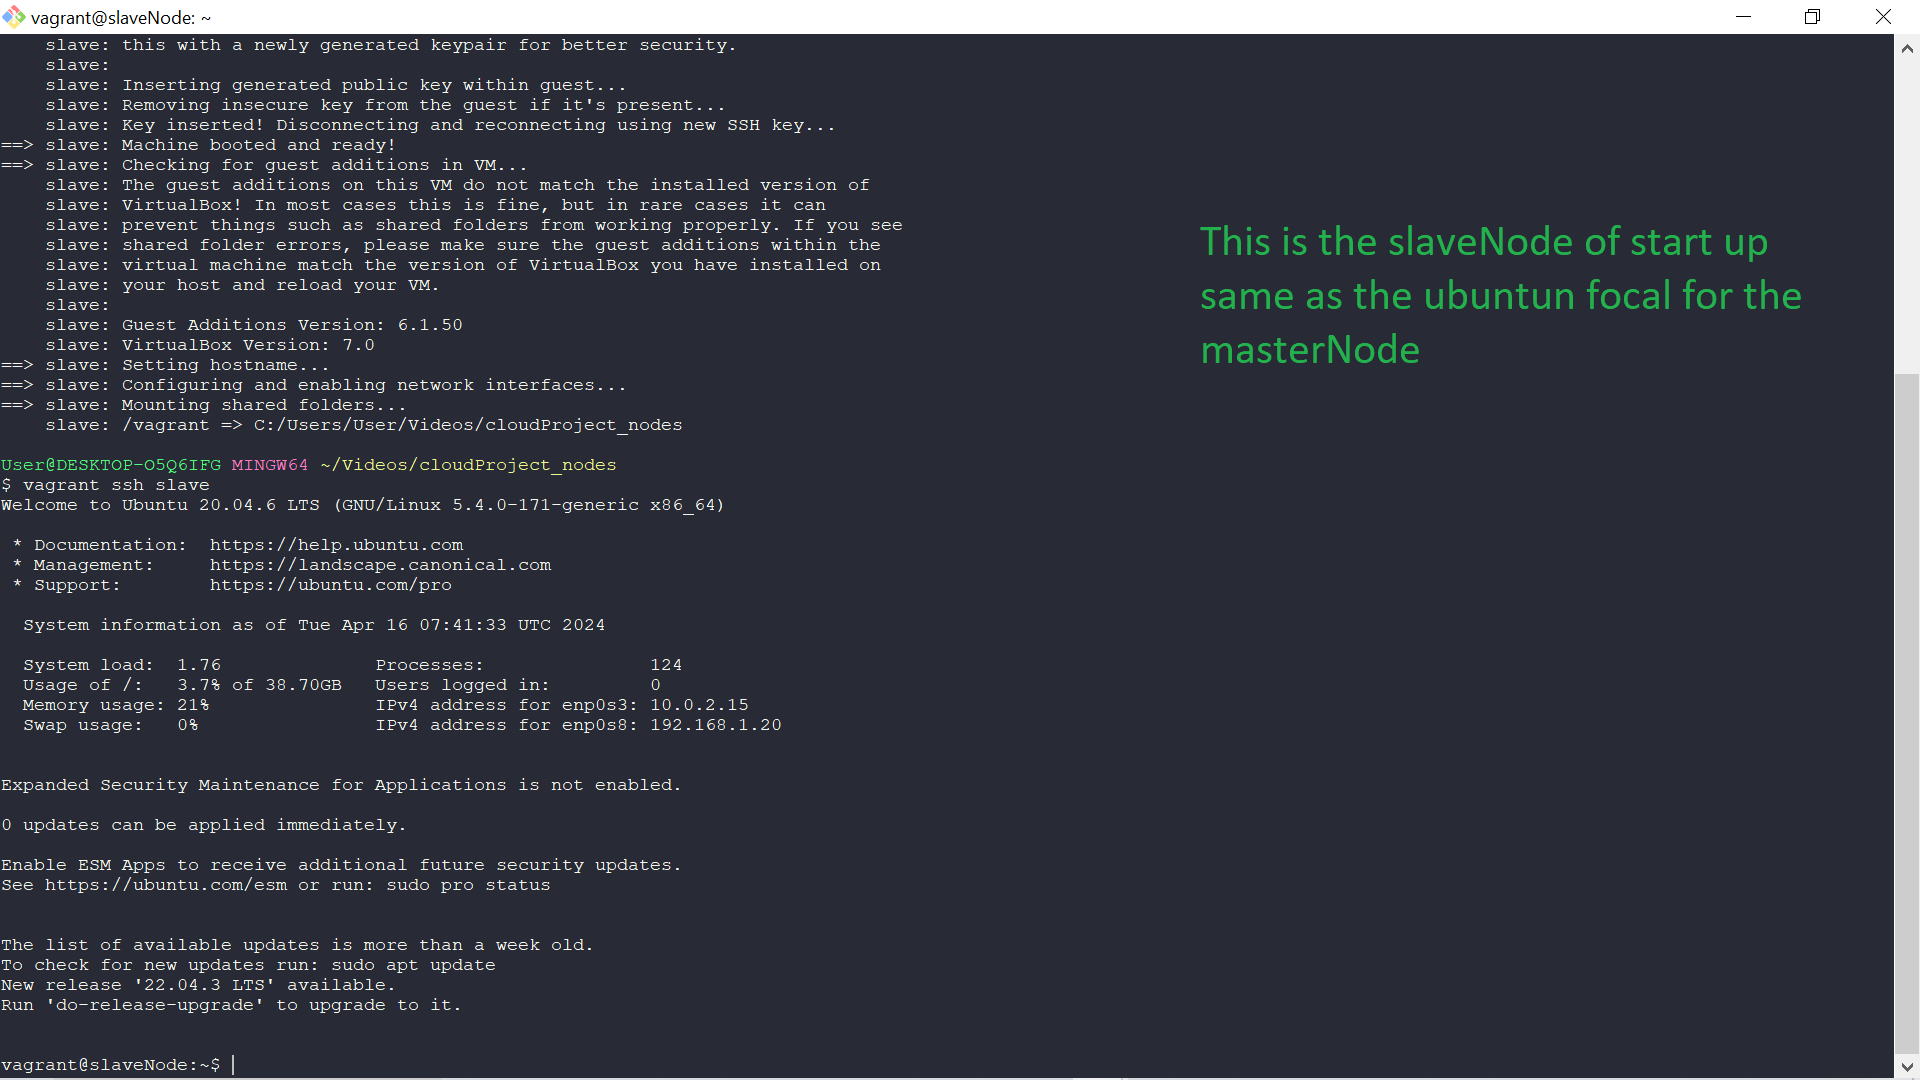 vagrant@slaveNode: ~
slave: this with a newly generated keypair for better security.
slave:
slave: Inserting generated public key within guest...
slave: Removing insecure key from the guest if it's present...
slave: Key inserted! Disconnecting and reconnecting using new SSH key...
==> slave: Machine booted and ready!
==> slave: Checking for guest additions in VM...
slave: The guest additions on this VM do not match the installed version of
slave: VirtualBox! In most cases this is fine, but in rare cases it can
slave: prevent things such as shared folders from working properly. If you see
slave: shared folder errors, please make sure the guest additions within the
slave: virtual machine match the version of VirtualBox you have installed on
slave: your host and reload your VM.
slave:
slave: Guest Additions Version: 6.1.50
slave: VirtualBox Version: 7.0
==> slave: Setting hostname...
==> slave: Configuring and enabling network interfaces...
==> slave: Mounting shared folders...
slave: /vagrant => C:/Users/User/Videos/cloudProject_nodes
User@DESKTOP-O5Q6IFG MINGW64 ~/Videos/cloudProject_nodes
$ vagrant ssh slave
Welcome to Ubuntu 20.04.6 LTS (GNU/Linux 5.4.0-171-generic x86_64)
* Documentation:  https://help.ubuntu.com
* Management:     https://landscape.canonical.com
* Support:        https://ubuntu.com/pro
System information as of Tue Apr 16 07:41:33 UTC 2024
System load:  1.76              Processes:               124
Usage of /:   3.7% of 38.70GB   Users logged in:         0
Memory usage: 21%               IPv4 address for enp0s3: 10.0.2.15
Swap usage:   0%                IPv4 address for enp0s8: 192.168.1.20
Expanded Security Maintenance for Applications is not enabled.
0 updates can be applied immediately.
Enable ESM Apps to receive additional future security updates.
See https://ubuntu.com/esm or run: sudo pro status
The list of available updates is more than a week old.
To check for new updates run: sudo apt update
New release '22.04.3 LTS' available.
Run 'do-release-upgrade' to upgrade to it.
vagrant@slaveNode:~$
This is the slaveNode of start up
same as the ubuntun focal for the
masterNode